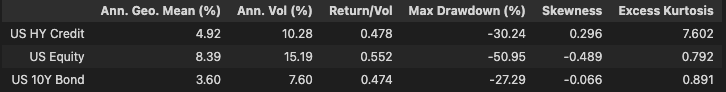 Ann. Geo. Mean (%) Ann. Vol (%) Return/Vol Max Drawdown (%) Skewness Excess Kurtosis
US HY Credit 4.92 10.28 0.478 -30.24 0.296 7.602
US Equity 8.39 15.19 0.552 -50.95 -0.489 0.792
US 10Y Bond 3.60 7.60 0.474 -27.29 -0.066 0.891